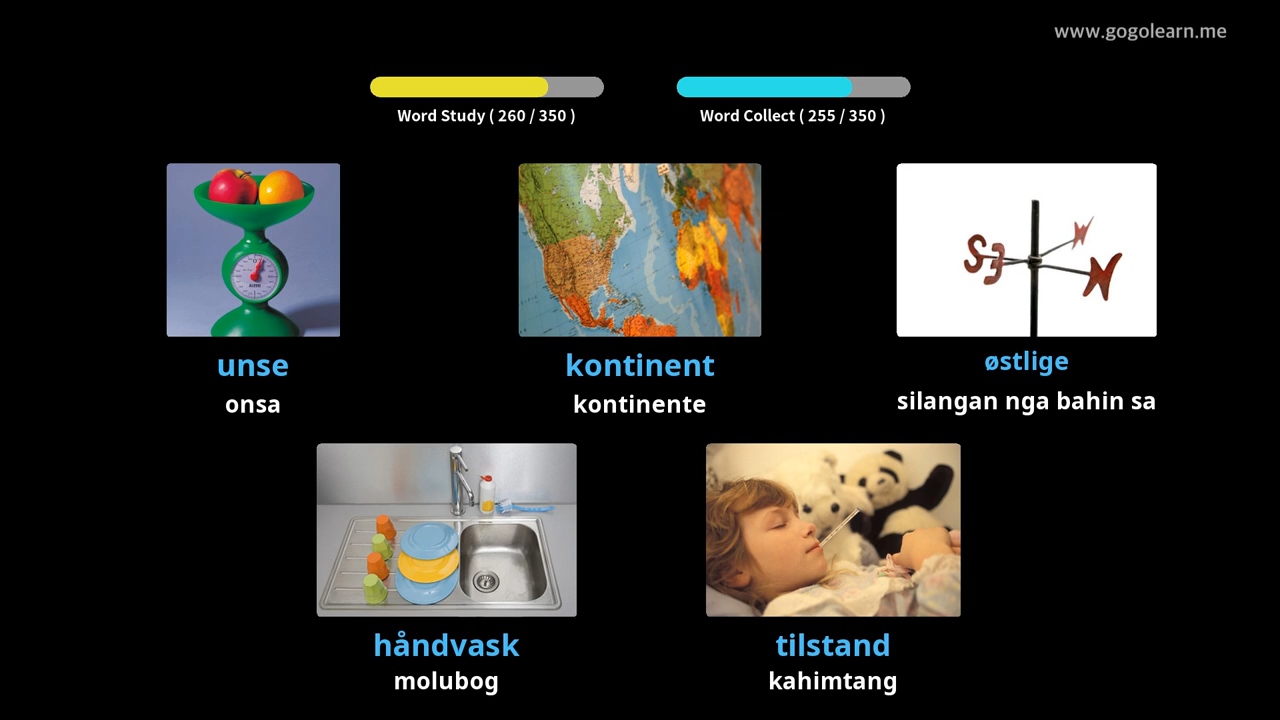 www.gogolearn.me
Word Study ( 260 / 350 )
Word Collect ( 255 / 350 )
unse
onsa
kontinent
kontinente
østlige
silangan nga bahin sa
håndvask
molubog
tilstand
kahimtang